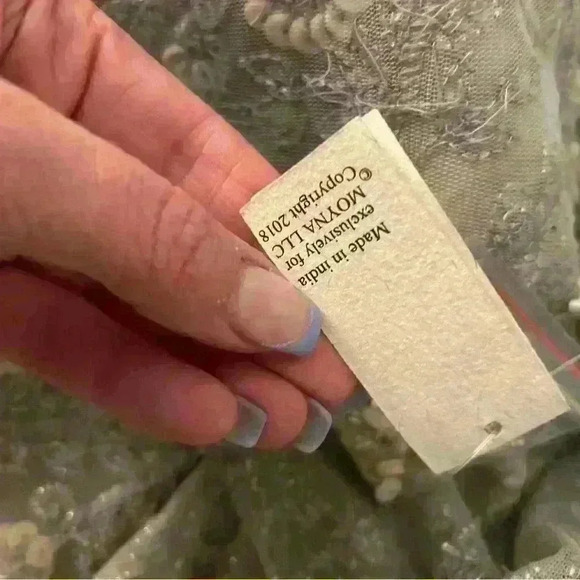 Made in india
exclusively for
MOYNA LLC
Copyright 2018
©